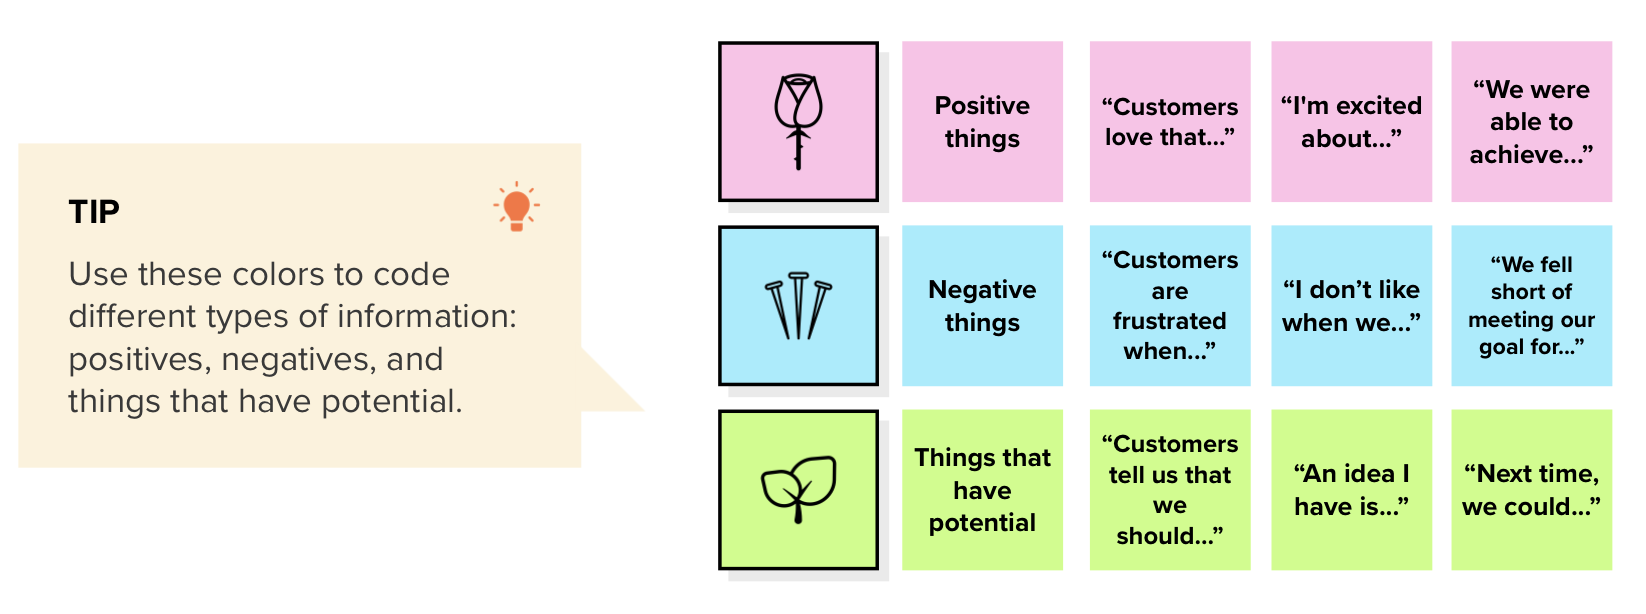 TIP
Use these colors to code
different types of information:
positives, negatives, and
things that have potential.
Positive
things
“Customers
love that...”
“I'm excited
about...”
“We were
able to
achieve...”
Negative
things
“Customers
are
frustrated
when...”
“I don’t like
when we...”
“We fell
short of
meeting our
goal for...”
Things that
have
potential
“Customers
tell us that
we
should...”
“An idea I
have is...”
“Next time,
we could...”